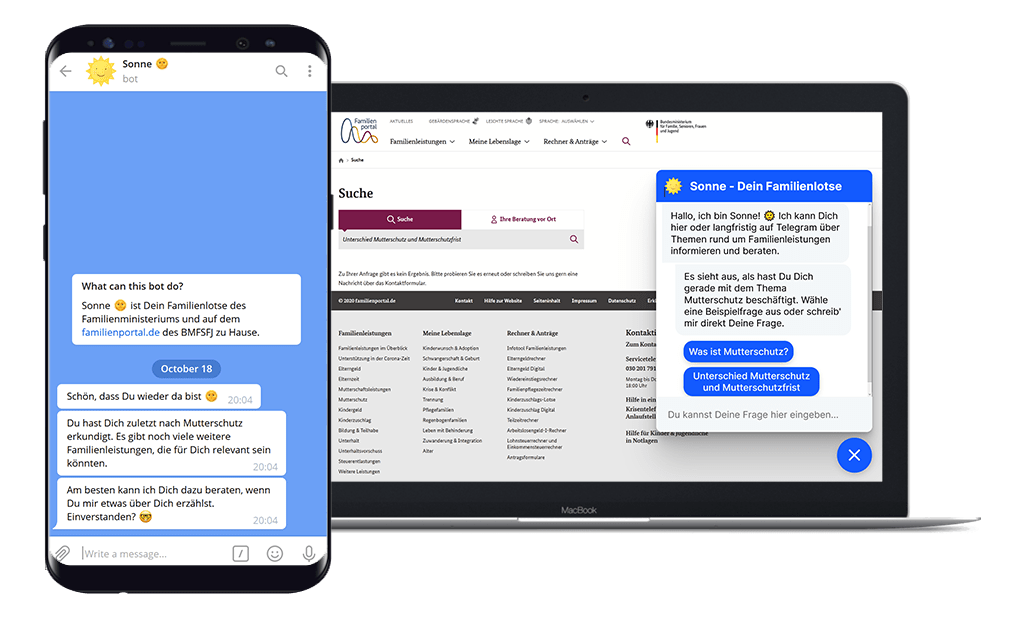 Sonne
bot
What can this bot do?
Sonne ist Dein Familienlotse des
Familienministeriums und auf dem
familienportal.de des BMFSFJ zu Hause.
October 18
Schön, dass Du wieder da bist
20:04
Du hast Dich zuletzt nach Mutterschutz
erkundigt. Es gibt noch viele weitere
Familienleistungen, die für Dich relevant sein
könnten.
20:04
Am besten kann ich Dich dazu beraten, wenn
Du mir etwas über Dich erzählst.
Einverstanden?
20:04
Write a message...
Familien
portal
AKTUELLES
GEBÄRDENSPRACHE
LEICHTE SPRACHE
SPRACHE AUSWÄHLEN
Bundesministerium
für Familie, Senioren, Frauen
und Jugend
Familienleistungen
Meine Lebenslage
Rechner & Anträge
> Suche
Suche
Suche
Ihre Beratung vor Ort
Unterschied Mutterschutz und Mutterschutzfrist
Zu Ihrer Anfrage gibt es kein Ergebnis. Bitte probieren Sie es erneut oder schreiben Sie uns gern eine
Nachricht über das Kontaktformular.
© 2020 familienportal.de
Kontakt
Hilfe zur Website
Seiteninhalt
Impressum
Datenschutz
Familienleistungen
Familienleistungen im Überblick
Unterstützung in der Corona-Zeit
Elterngeld
Elternzeit
Mutterschaftsleistungen
Mutterschutz
Kindergeld
Kinderzuschlag
Bildung & Teilhabe
Unterhalt
Unterhaltsvorschuss
Steuerentlastungen
Weitere Leistungen
Meine Lebenslage
Kinderwunsch & Adoption
Schwangerschaft & Geburt
Kinder & Jugendliche
Ausbildung & Beruf
Krise & Konflikt
Trennung
Pflegefamilien
Regenbogenfamilien
Leben mit Behinderung
Zuwanderung & Integration
Alter
Rechner & Anträge
Infotool Familienleistungen
Elterngeldrechner
Elterngeld Digital
Wiedereinstiegsrechner
Familienpflegezeitrechner
Kinderzuschlags-Lotse
Kinderzuschlag Digital
Teilzeitrechner
Arbeitslosengeld-I-Rechner
Lohnsteuerrechner und
Einkommensteuerrechner
Antragsformulare
Zum Konta
Servicetele
030 201 791
Montag bis Do
18:00 Uhr
Hilfe in ein
Krisentelef
Anlaufstell
Hilfe für Kinder & Jugendliche
in Notlagen
Sonne - Dein Familienlotse
Hallo, ich bin Sonne! Ich kann Dich
hier oder langfristig auf Telegram über
Themen rund um Familienleistungen
informieren und beraten.
Es sieht aus, als hast Du Dich
gerade mit dem Thema
Mutterschutz beschäftigt. Wähle
eine Beispielfrage aus oder schreib'
mir direkt Deine Frage.
Was ist Mutterschutz?
Unterschied Mutterschutz
und Mutterschutzfrist
Du kannst Deine Frage hier eingeben...
MacBook